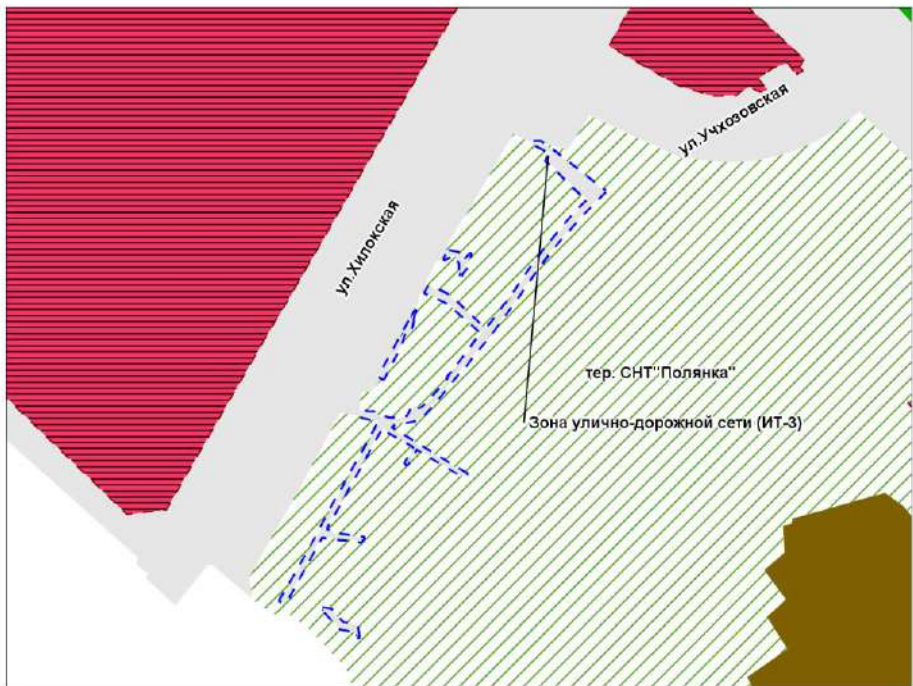 ул.Учхозовская
ул.Хилокская
тер. СНТ"Полянка"
Зона улично-дорожной сети (ИТ-3)